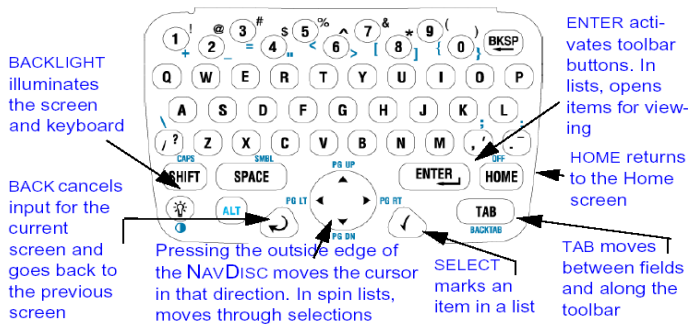 ENTER acti-
vates toolbar
buttons. In
lists, opens
items for view-
ing
! @ # $ % ^ & * ( )
1 2 3 4 5 6 7 8 9 0 BKSP
+ _ = " < > [ ] { }
BACKLIGHT
illuminates
the screen
and keyboard
Q W E R T Y U I O P
A S D F G H J K L
\ ; :
/ ? Z X C V B N M , ' . -
CAPS SMBL PG UP OFF
SHIFT SPACE ENTER HOME
HOME returns
to the Home
screen
BACK cancels
input for the
current
screen and
goes back to
the previous
screen
PG LT PG RT
ALT TAB
PG DN BACKTAB
Pressing the outside edge of
the NAVDISC moves the cursor
in that direction. In spin lists,
moves through selections
SELECT
marks an
item in a list
TAB moves
between fields
and along the
toolbar